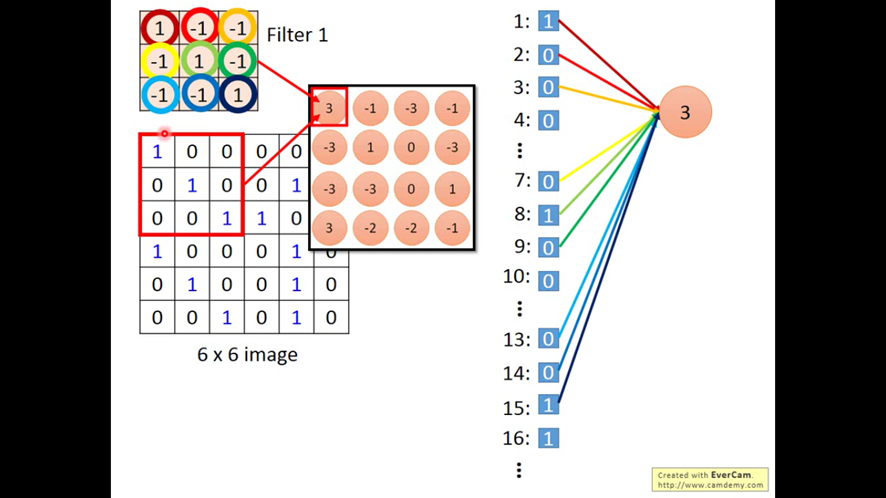 1 -1 -1
Filter 1
-1 1 -1
-1 -1 1
3 -1 -3 -1
-3 1 0 -3
-3 -3 0 1
3 -2 -2 -1
1 0 0 0 0
0 1 0 0 1
0 0 1 1 0
1 0 0 0 1 0
0 1 0 0 1 0
0 0 1 0 1 0
6 x 6 image
1: 1
2: 0
3: 0
4: 0
⋮
7: 0
8: 1
9: 0
10: 0
⋮
13: 0
14: 0
15: 1
16: 1
⋮
3
Created with EverCam.
http://www.camdemy.com